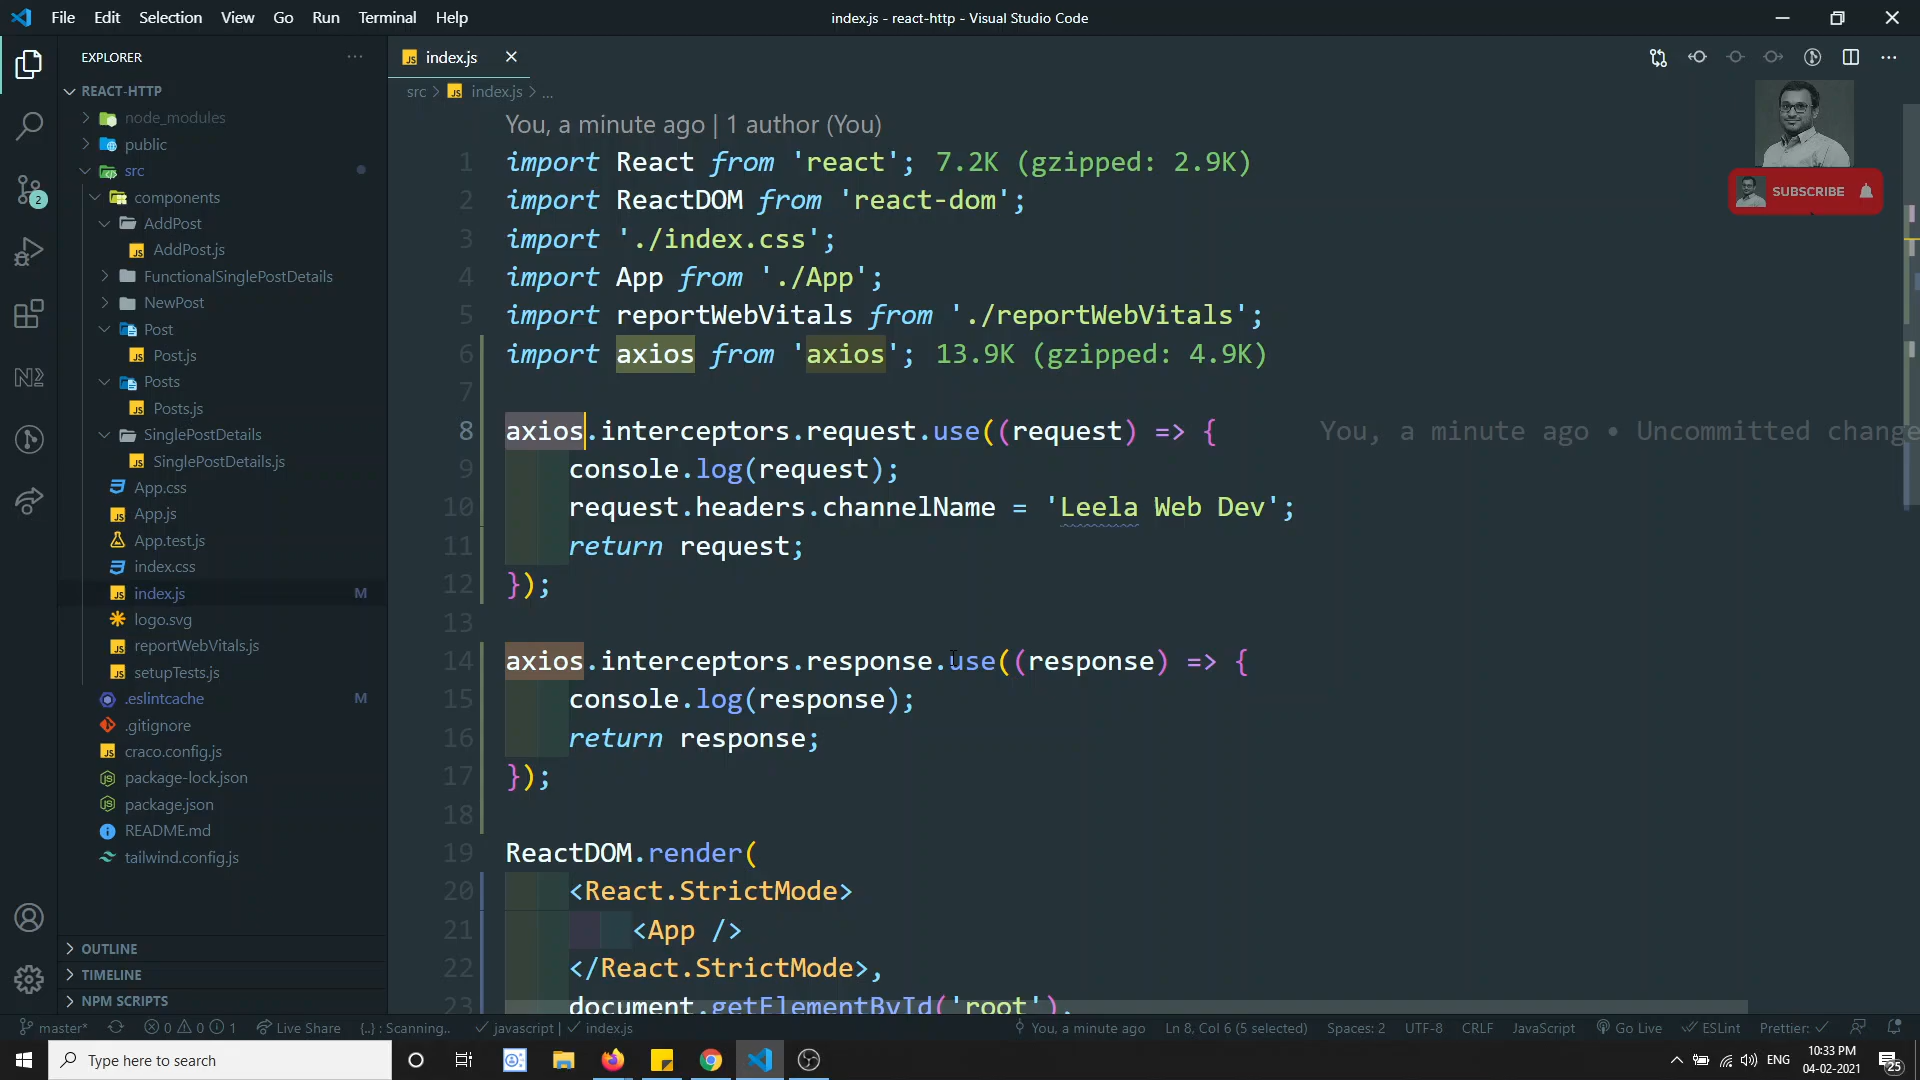 File Edit Selection View Go Run Terminal Help
index.js - react-http - Visual Studio Code
EXPLORER
REACT-HTTP
node_modules
public
src
components
AddPost
AddPost.js
FunctionalSinglePostDetails
NewPost
Post
Post.js
Posts
Posts.js
SinglePostDetails
SinglePostDetails.js
App.css
App.js
App.test.js
index.css
index.js M
logo.svg
reportWebVitals.js
setupTests.js
.eslintcache M
.gitignore
craco.config.js
package-lock.json
package.json
README.md
tailwind.config.js
OUTLINE
TIMELINE
NPM SCRIPTS
2
index.js
src > index.js > ...
SUBSCRIBE
You, a minute ago | 1 author (You)
1 import React from 'react'; 7.2K (gzipped: 2.9K)
2 import ReactDOM from 'react-dom';
3 import './index.css';
4 import App from './App';
5 import reportWebVitals from './reportWebVitals';
6 import axios from 'axios'; 13.9K (gzipped: 4.9K)
7
8 axios.interceptors.request.use((request) => { You, a minute ago • Uncommitted change
9 console.log(request);
10 request.headers.channelName = 'Leela Web Dev';
11 return request;
12 });
13
14 axios.interceptors.response.use((response) => {
15 console.log(response);
16 return response;
17 });
18
19 ReactDOM.render(
20 <React.StrictMode>
21 <App />
22 </React.StrictMode>,
23 document.getElementById('root').
master* 0 0 1 Live Share {..} : Scanning.. javascript | index.js You, a minute ago Ln 8, Col 6 (5 selected) Spaces: 2 UTF-8 CRLF JavaScript Go Live ESLint Prettier:
Type here to search
ENG
10:33 PM
04-02-2021
25